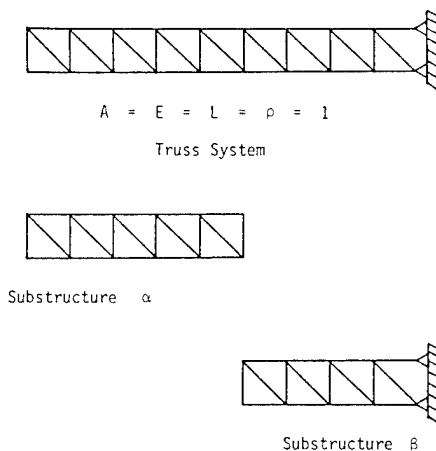 A = E = L = ρ = 1
Truss System
Substructure α
Substructure β